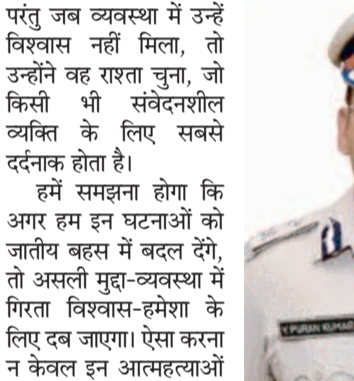 परंतु जब व्यवस्था में उन्हें
विश्वास नहीं मिला, तो
उन्होंने वह राश्ता चुना, जो
किसी भी संवेदनशील
व्यक्ति के लिए सबसे
दर्दनाक होता है।
हमें समझना होगा कि
अगर हम इन घटनाओं को
जातीय बहस में बदल देंगे,
तो असली मुद्दा-व्यवस्था में
गिरता विश्वास-हमेशा के
लिए दब जाएगा। ऐसा करना
न केवल इन आत्महत्याओं
Y. PURAN KUMAR